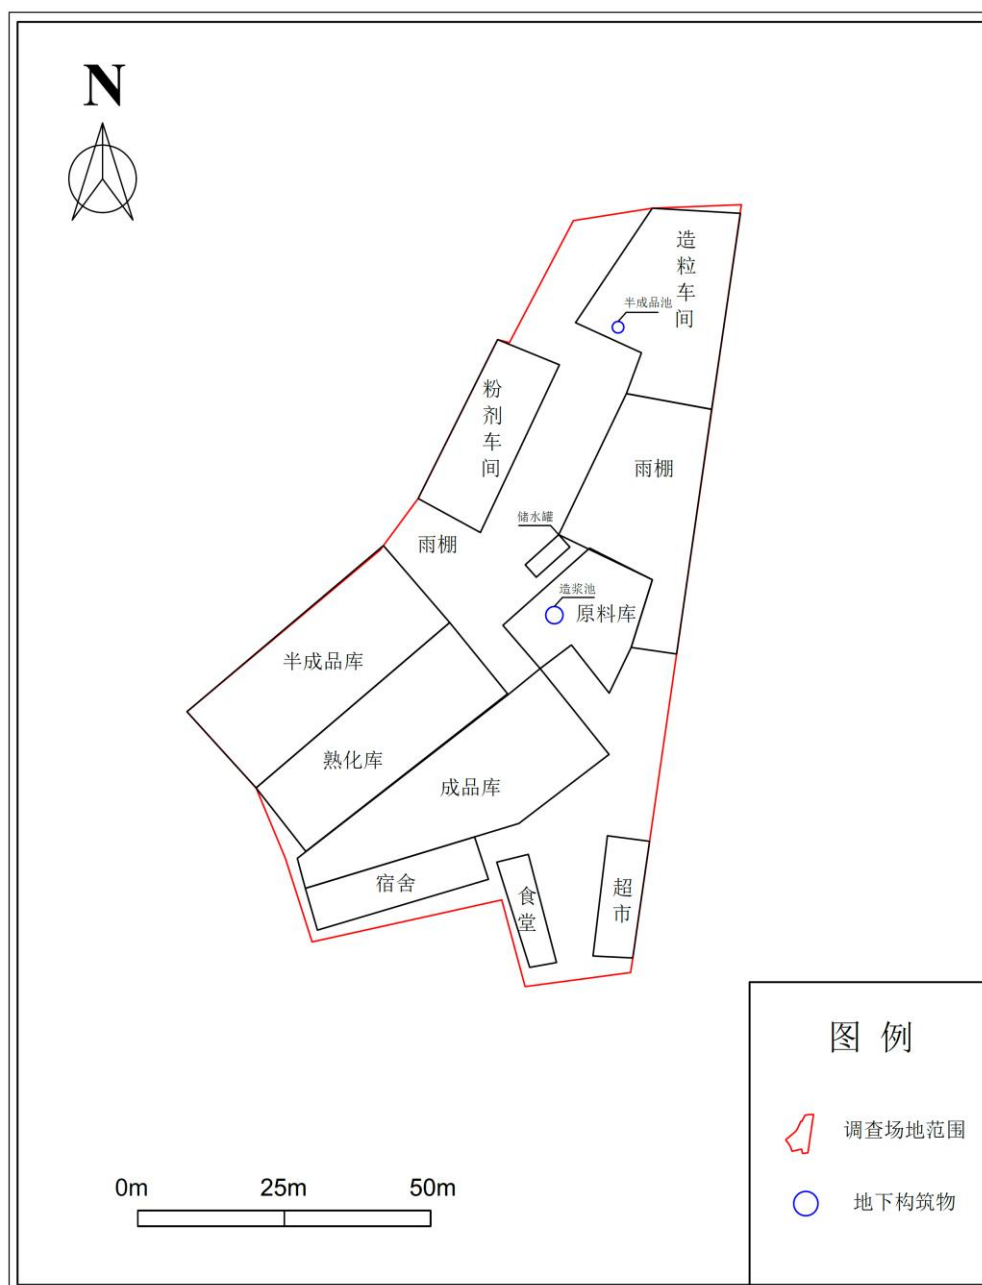 N
造粒车间
半成品池
粉剂车间
雨棚
储水罐
雨棚
造浆池
原料库
半成品库
熟化库
成品库
宿舍
食堂
超市
图 例
调查场地范围
地下构筑物
0m 25m 50m